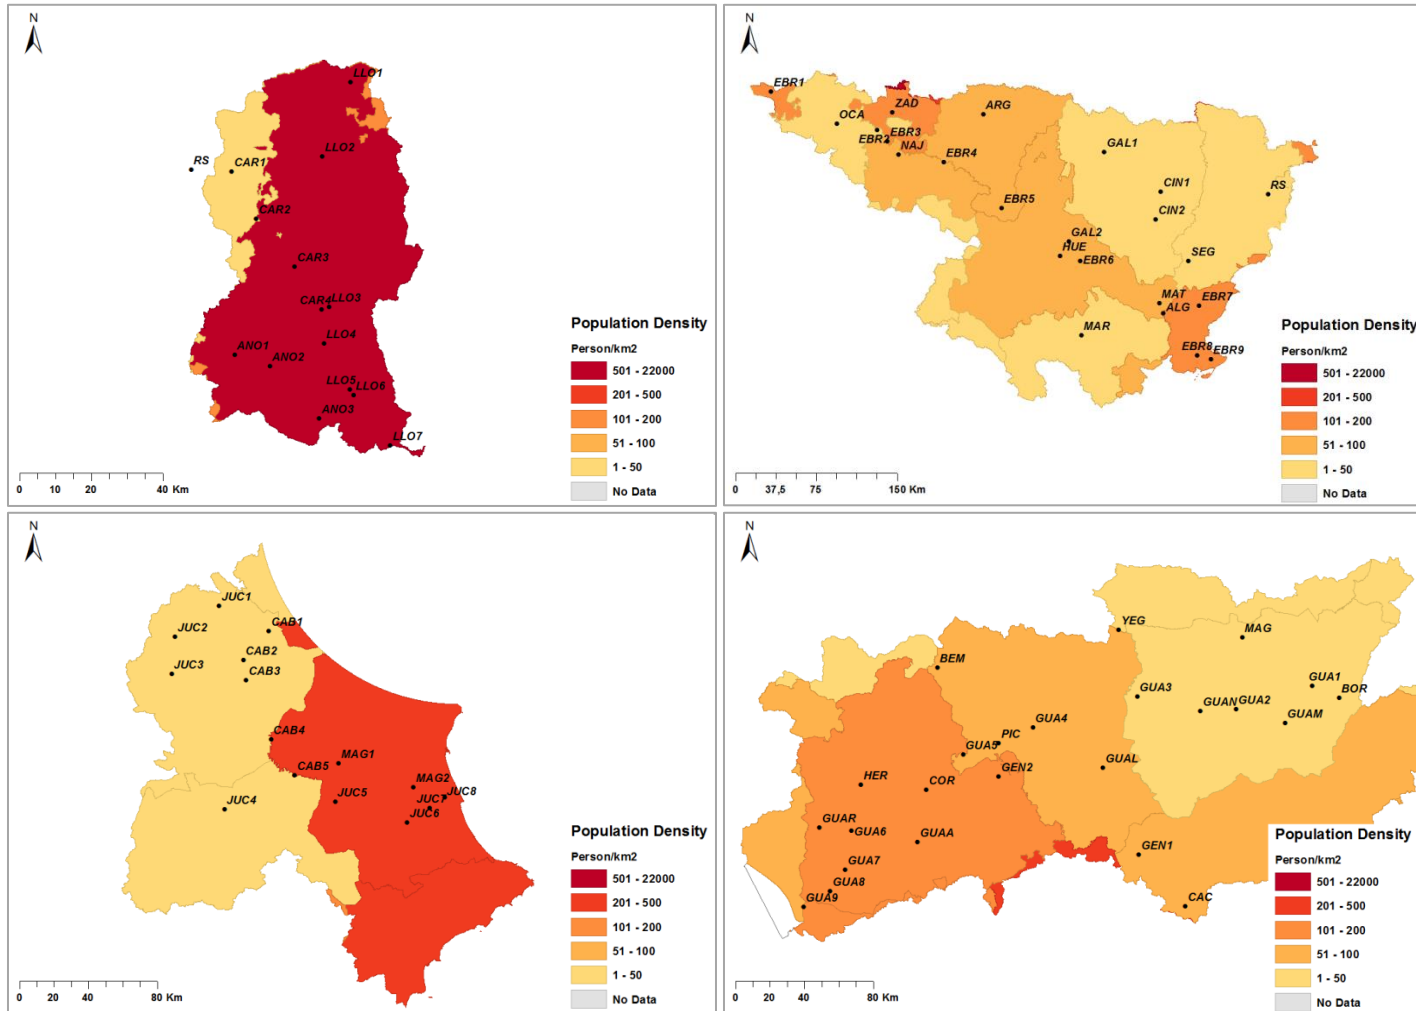 N
LLO1
LLO2
RS
CAR1
CAR2
CAR3
CAR4
LLO3
LLO4
ANO1
ANO2
LLO5
LLO6
ANO3
LLO7
Population Density
Person/km2
501 - 22000
201 - 500
101 - 200
51 - 100
1 - 50
No Data
0 10 20 40 Km
N
EBR1
OCA
ZAD
ARG
EBR2
EBR3
NAJ
EBR4
GAL1
CIN1
RS
CIN2
EBR5
GAL2
HUE
EBR6
SEG
MAT
EBR7
ALG
MAR
EBR8
EBR9
Population Density
Person/km2
501 - 22000
201 - 500
101 - 200
51 - 100
1 - 50
No Data
0 37,5 75 150 Km
N
JUC1
JUC2
CAB1
CAB2
JUC3
CAB3
CAB4
MAG1
CAB5
MAG2
JUC8
JUC4
JUC5
JUC7
JUC6
Population Density
Person/km2
501 - 22000
201 - 500
101 - 200
51 - 100
1 - 50
No Data
0 20 40 80 Km
N
YEG
MAG
BEM
GUA1
BOR
GUA3
GUAN
GUA2
GUAM
GUA4
PIC
GUA5
GUAL
HER
COR
GEN2
GUAR
GUA6
GUAA
GEN1
GUA7
GUA8
GUA9
CAC
Population Density
Person/km2
501 - 22000
201 - 500
101 - 200
51 - 100
1 - 50
No Data
0 20 40 80 Km